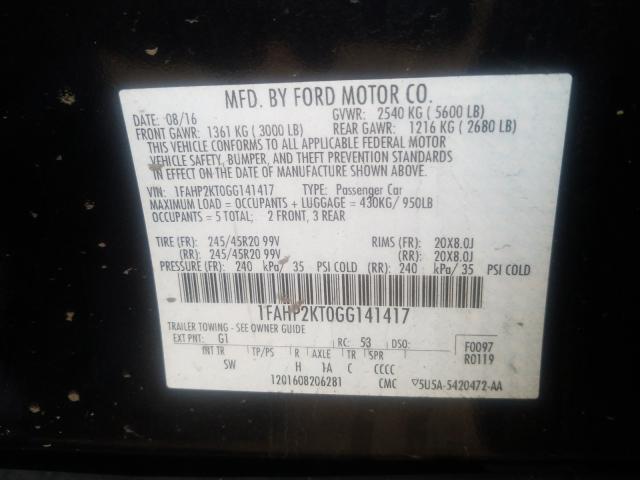 MFD. BY FORD MOTOR CO.
DATE: 08/16 GVWR: 2540 KG ( 5600 LB)
FRONT GAWR: 1361 KG ( 3000 LB) REAR GAWR: 1216 KG ( 2680 LB)
THIS VEHICLE CONFORMS TO ALL APPLICABLE FEDERAL MOTOR
VEHICLE SAFETY, BUMPER, AND THEFT PREVENTION STANDARDS
IN EFFECT ON THE DATE OF MANUFACTURE SHOWN ABOVE.
VIN: 1FAHP2KT0GG141417 TYPE: Passenger Car
MAXIMUM LOAD = OCCUPANTS + LUGGAGE = 430KG/ 950LB
OCCUPANTS = 5 TOTAL; 2 FRONT, 3 REAR
TIRE (FR): 245/45R20 99V RIMS (FR): 20X8.0J
(RR): 245/45R20 99V (RR): 20X8.0J
PRESSURE (FR): 240 kPa/ 35 PSI COLD (RR): 240 kPa/ 35 PSI COLD
1FAHP2KT0GG141417
TRAILER TOWING - SEE OWNER GUIDE
EXT PNT: G1 RC: 53 DSO: F0097
INT TR TP/PS R AXLE TR SPR R0119
SW H 1A C CCCC
1201608206281 CMC 5U5A-5420472-AA